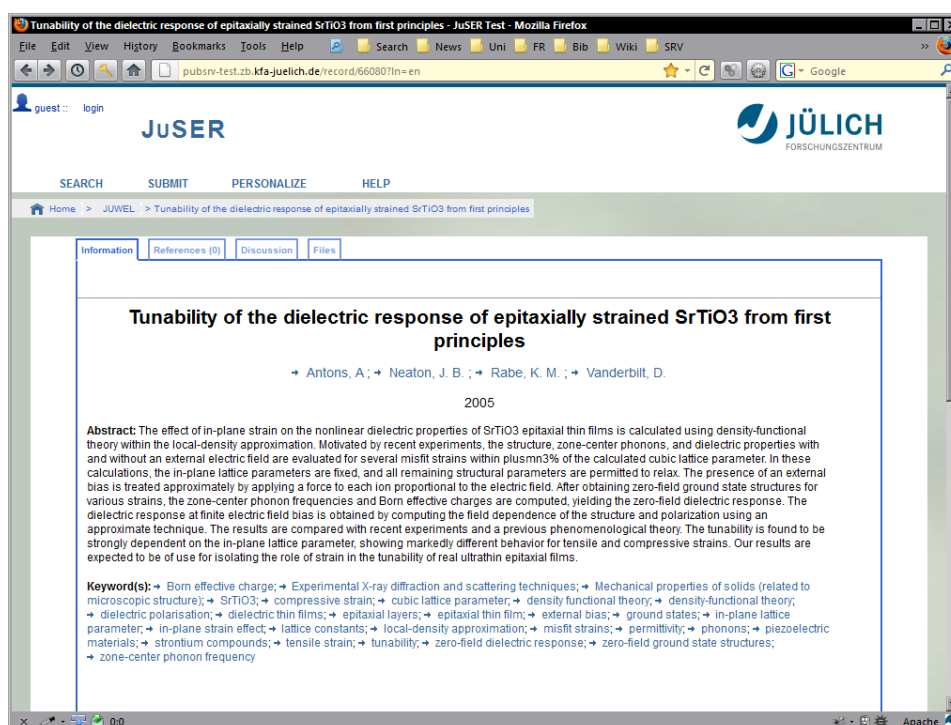 Tunability of the dielectric response of epitaxially strained SrTiO3 from first principles - JuSER Test - Mozilla Firefox
File Edit View History Bookmarks Tools Help Search News Uni FR Bib Wiki SRV »
pubsrv-test.zb.kfa-juelich.de/record/66080?ln=en Google
guest :: login
JuSER
JÜLICH
FORSCHUNGSZENTRUM
SEARCH SUBMIT PERSONALIZE HELP
Home > JUWEL > Tunability of the dielectric response of epitaxially strained SrTiO3 from first principles
Information References (0) Discussion Files
Tunability of the dielectric response of epitaxially strained SrTiO3 from first
principles
→ Antons, A ; → Neaton, J. B. ; → Rabe, K. M. ; → Vanderbilt, D.
2005
Abstract: The effect of in-plane strain on the nonlinear dielectric properties of SrTiO3 epitaxial thin films is calculated using density-functional
theory within the local-density approximation. Motivated by recent experiments, the structure, zone-center phonons, and dielectric properties with
and without an external electric field are evaluated for several misfit strains within plusmn3% of the calculated cubic lattice parameter. In these
calculations, the in-plane lattice parameters are fixed, and all remaining structural parameters are permitted to relax. The presence of an external
bias is treated approximately by applying a force to each ion proportional to the electric field. After obtaining zero-field ground state structures for
various strains, the zone-center phonon frequencies and Born effective charges are computed, yielding the zero-field dielectric response. The
dielectric response at finite electric field bias is obtained by computing the field dependence of the structure and polarization using an
approximate technique. The results are compared with recent experiments and a previous phenomenological theory. The tunability is found to be
strongly dependent on the in-plane lattice parameter, showing markedly different behavior for tensile and compressive strains. Our results are
expected to be of use for isolating the role of strain in the tunability of real ultrathin epitaxial films.
Keyword(s): → Born effective charge; → Experimental X-ray diffraction and scattering techniques; → Mechanical properties of solids (related to
microscopic structure); → SrTiO3; → compressive strain; → cubic lattice parameter; → density functional theory; → density-functional theory;
→ dielectric polarisation; → dielectric thin films; → epitaxial layers; → epitaxial thin film; → external bias; → ground states; → in-plane lattice
parameter; → in-plane strain effect; → lattice constants; → local-density approximation; → misfit strains; → permittivity; → phonons; → piezoelectric
materials; → strontium compounds; → tensile strain; → tunability; → zero-field dielectric response; → zero-field ground state structures;
→ zone-center phonon frequency
0:0 Apache